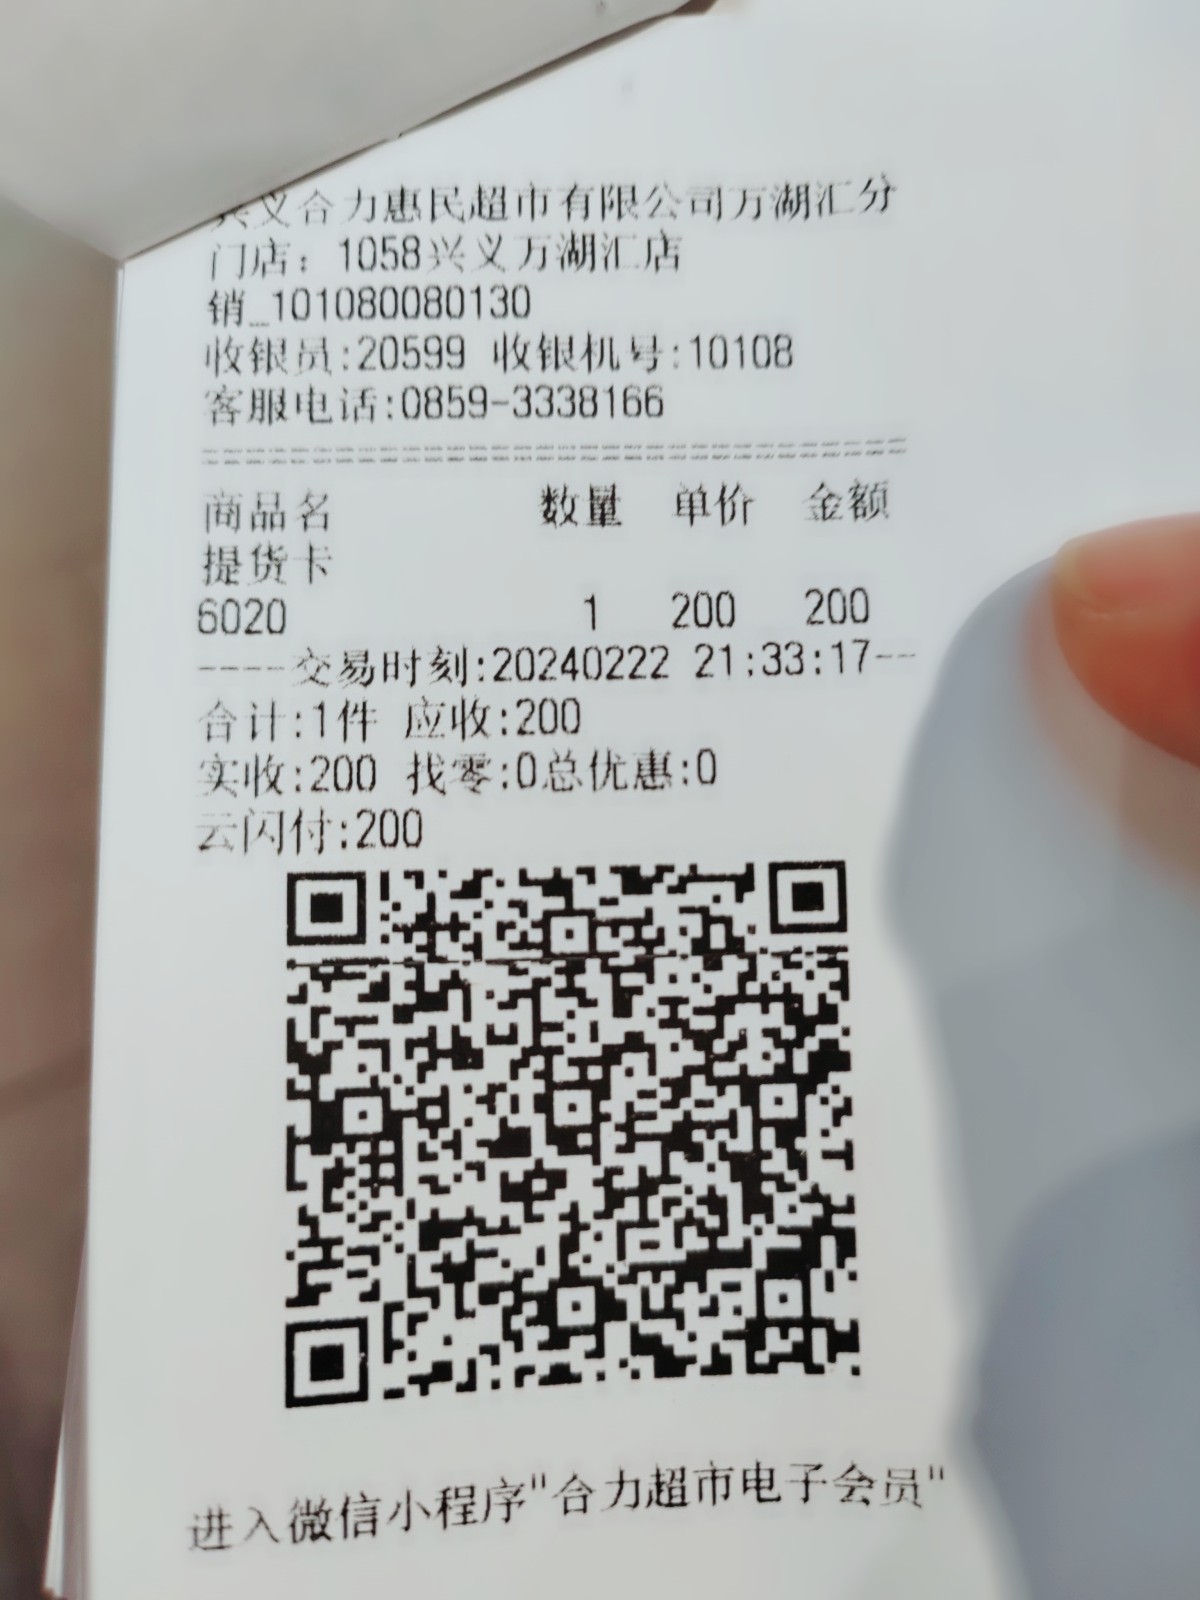 兴义合力惠民超市有限公司万湖汇分
门店：1058兴义万湖汇店
销_101080080130
收银员:20599 收银机号:10108
客服电话:0859-3338166
商品名 数量 单价 金额
提货卡
6020 1 200 200
----交易时刻:20240222 21:33:17--
合计:1件 应收:200
实收:200 找零:0总优惠:0
云闪付:200
进入微信小程序"合力超市电子会员"